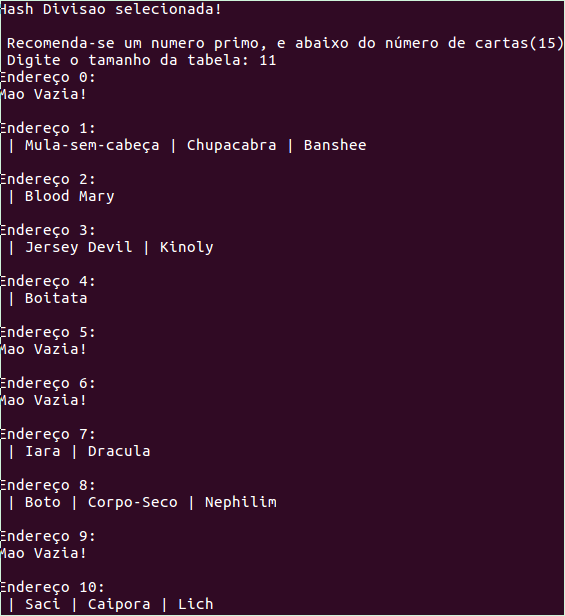 Hash Divisao selecionada!
Recomenda-se um numero primo, e abaixo do número de cartas(15)
Digite o tamanho da tabela: 11
Endereço 0:
Mao Vazia!
Endereço 1:
| Mula-sem-cabeça | Chupacabra | Banshee
Endereço 2:
| Blood Mary
Endereço 3:
| Jersey Devil | Kinoly
Endereço 4:
| Boitata
Endereço 5:
Mao Vazia!
Endereço 6:
Mao Vazia!
Endereço 7:
| Iara | Dracula
Endereço 8:
| Boto | Corpo-Seco | Nephilim
Endereço 9:
Mao Vazia!
Endereço 10:
| Saci | Caipora | Lich